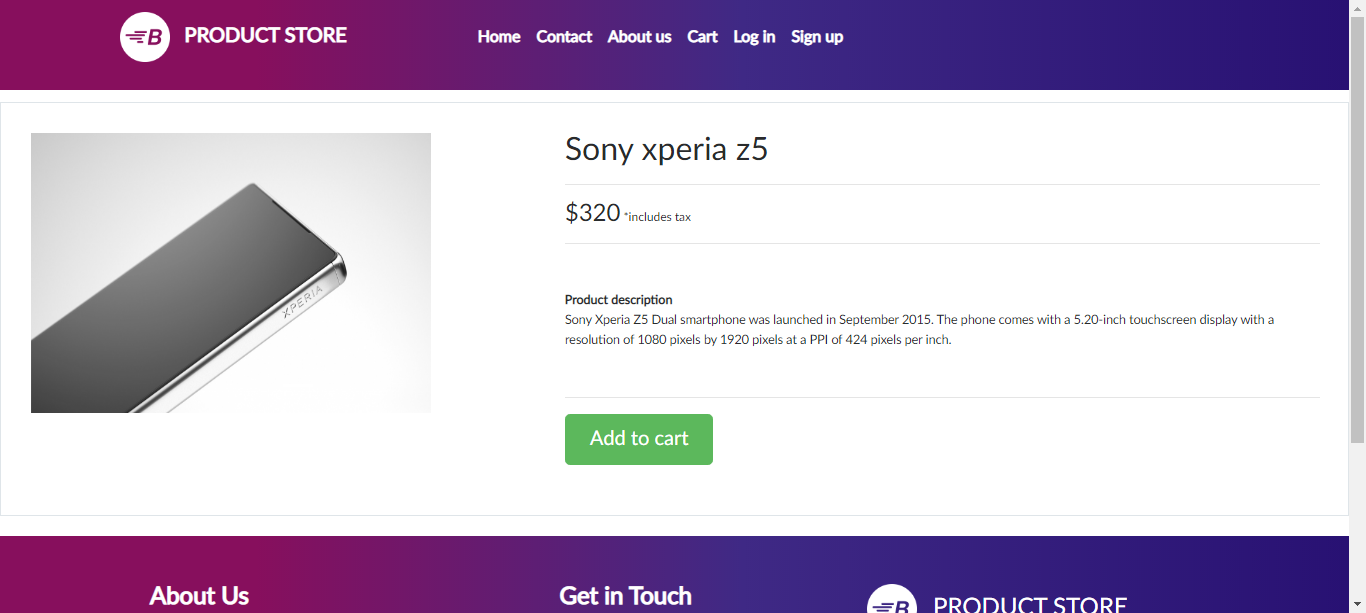 B PRODUCT STORE
Home Contact About us Cart Log in Sign up
Sony xperia z5
$320 *includes tax
XPERIA
Product description
Sony Xperia Z5 Dual smartphone was launched in September 2015. The phone comes with a 5.20-inch touchscreen display with a
resolution of 1080 pixels by 1920 pixels at a PPI of 424 pixels per inch.
Add to cart
About Us
Get in Touch
B PRODUCT STORE